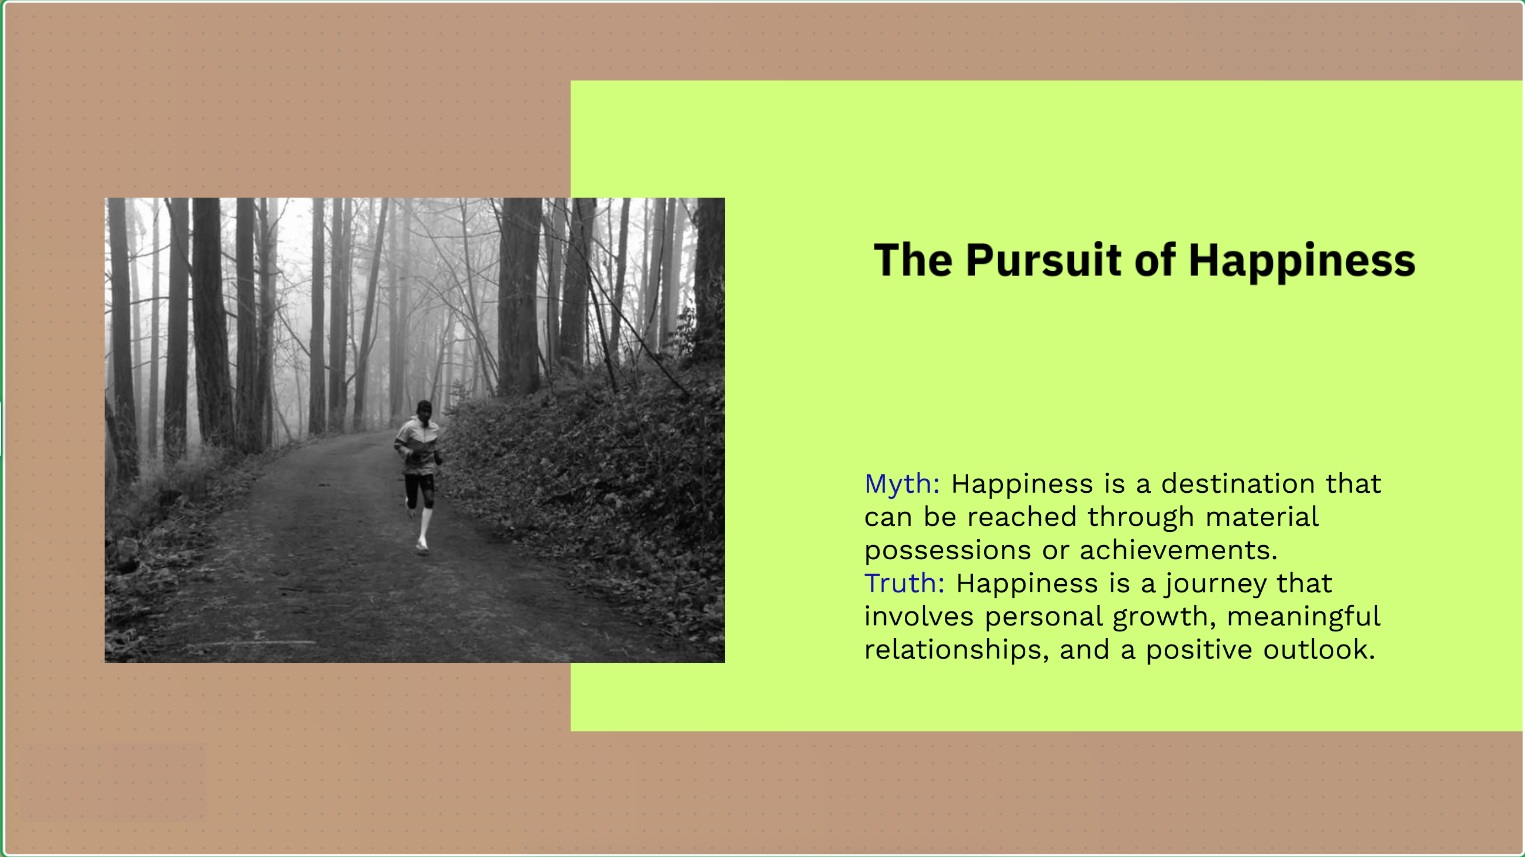 The Pursuit of Happiness
Myth: Happiness is a destination that
can be reached through material
possessions or achievements.
Truth: Happiness is a journey that
involves personal growth, meaningful
relationships, and a positive outlook.